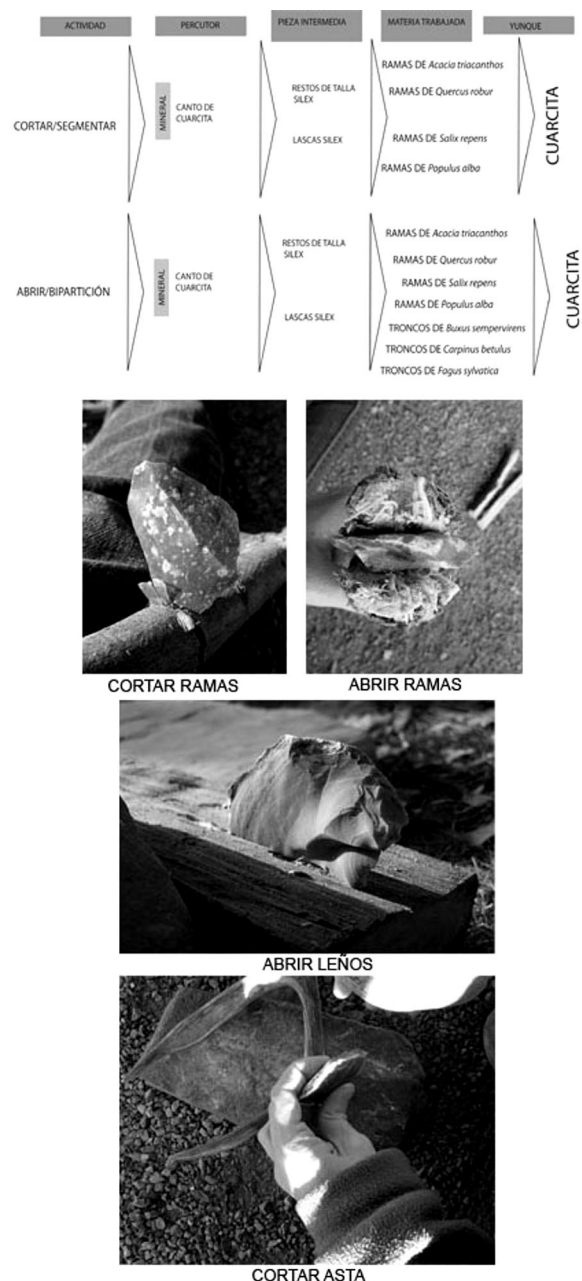 ACTIVIDAD
PERCUTOR
PIEZA INTERMEDIA
MATERIA TRABAJADA
YUNQUE
CORTAR/SEGMENTAR
MINERAL
CANTO DE
CUARCITA
RESTOS DE TALLA
SILEX
LASCAS SILEX
RAMAS DE Acacia triacanthos
RAMAS DE Quercus robur
RAMAS DE Salix repens
RAMAS DE Populus alba
CUARCITA
ABRIR/BIPARTICIÓN
MINERAL
CANTO DE
CUARCITA
RESTOS DE TALLA
SILEX
LASCAS SILEX
RAMAS DE Acacia triacanthos
RAMAS DE Quercus robur
RAMAS DE Salix repens
RAMAS DE Populus alba
TRONCOS DE Buxus sempervirens
TRONCOS DE Carpinus betulus
TRONCOS DE Fagus sylvatica
CUARCITA
CORTAR RAMAS
ABRIR RAMAS
ABRIR LEÑOS
CORTAR ASTA